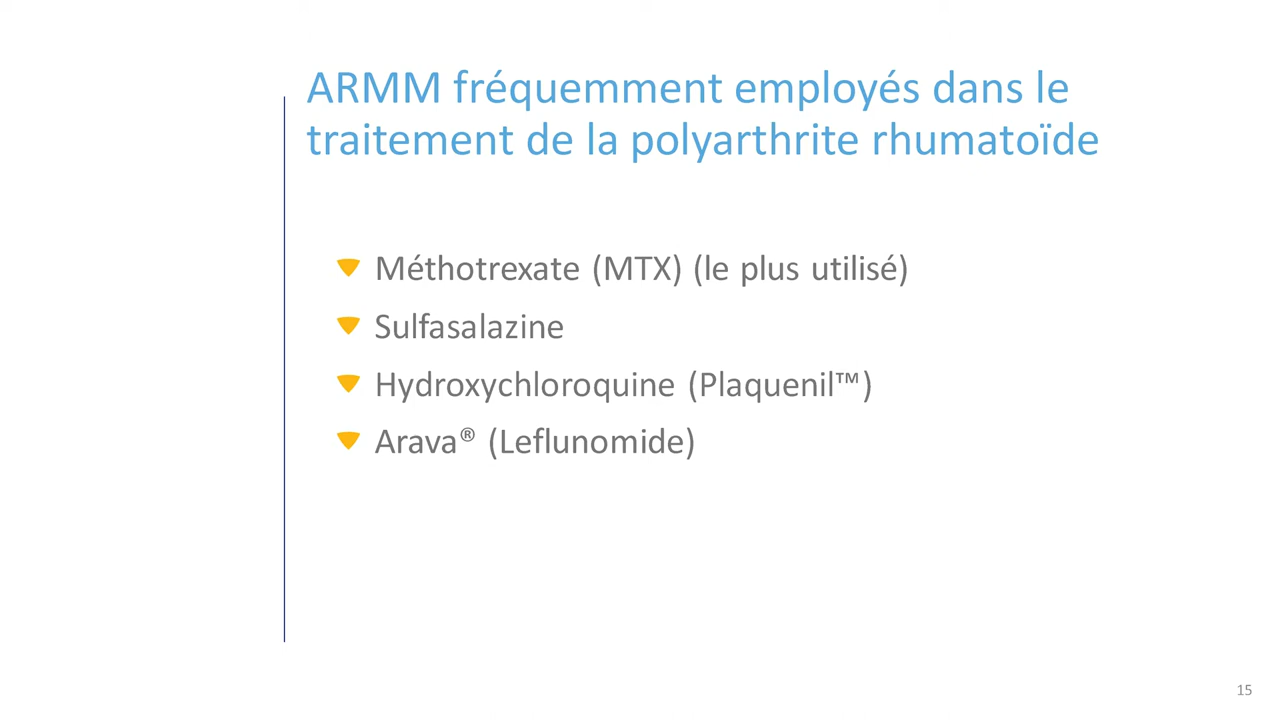 ARMM fréquemment employés dans le
traitement de la polyarthrite rhumatoïde
Méthotrexate (MTX) (le plus utilisé)
Sulfasalazine
Hydroxychloroquine (Plaquenil™)
Arava® (Leflunomide)
15